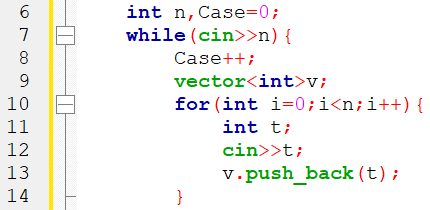 6 int n,Case=0;
7 while(cin>>n){
8 Case++;
9 vector<int>v;
10 for(int i=0;i<n;i++){
11 int t;
12 cin>>t;
13 v.push_back(t);
14 }